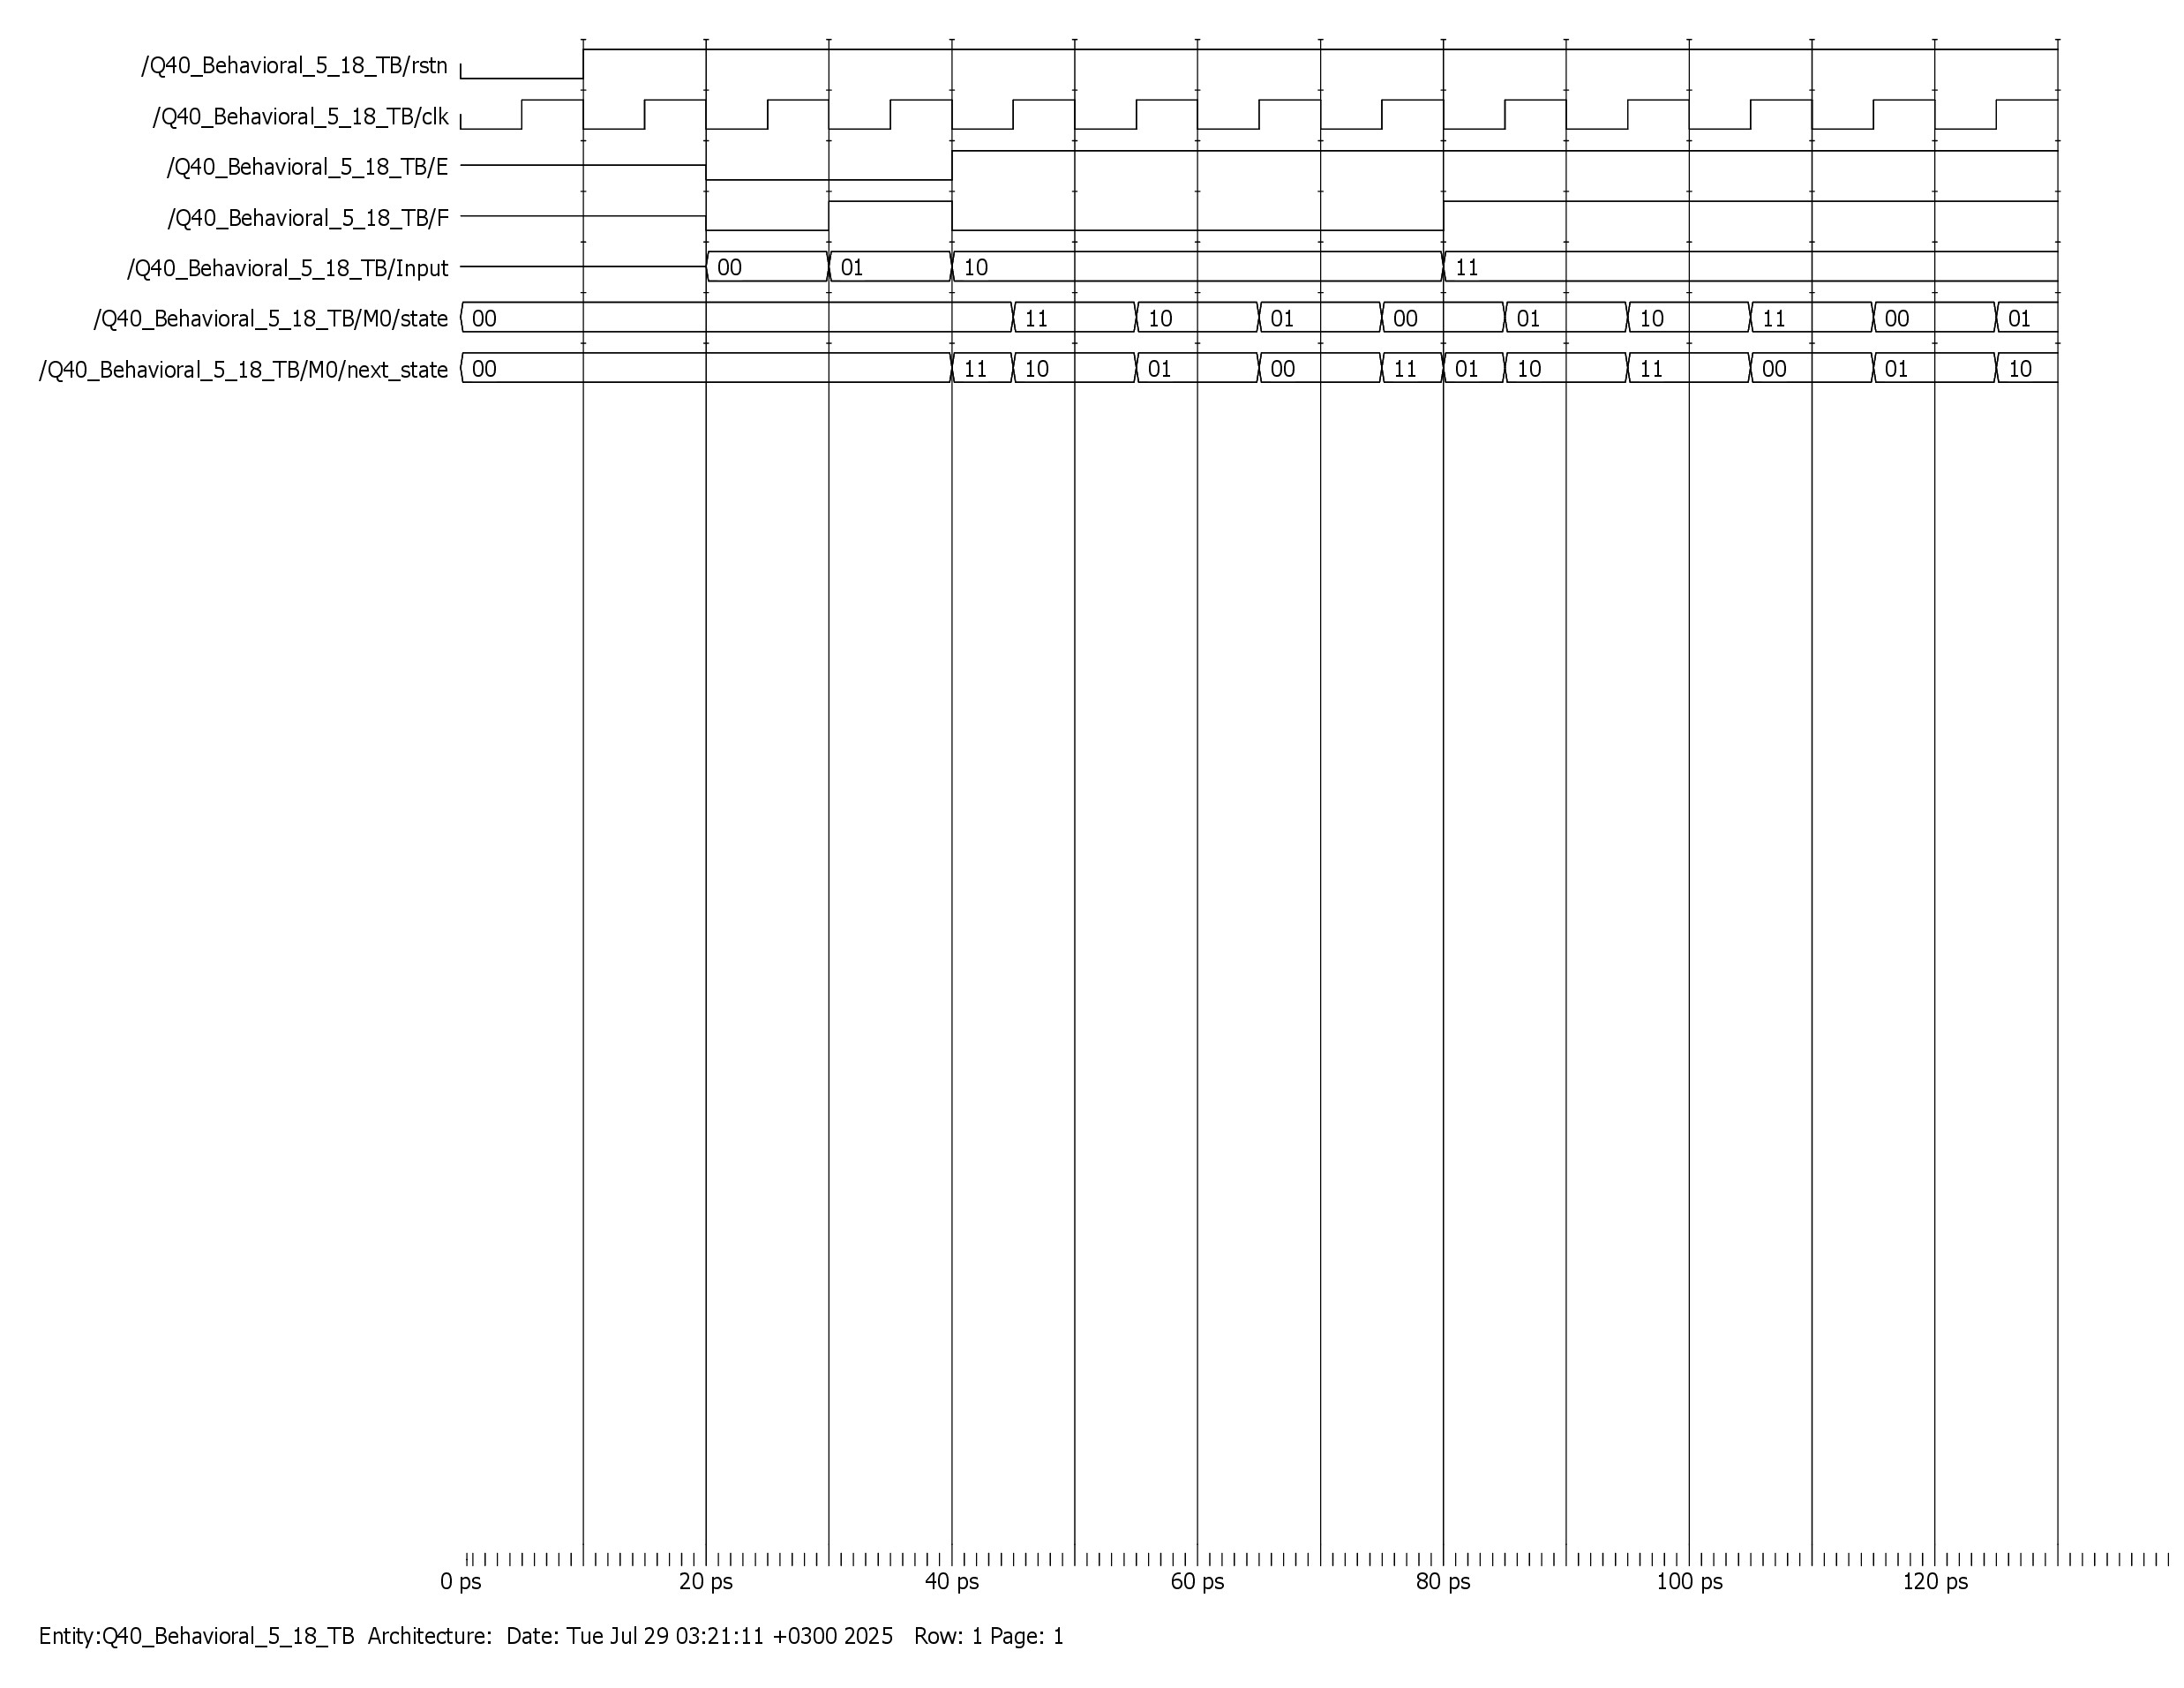 /Q40_Behavioral_5_18_TB/rstn
/Q40_Behavioral_5_18_TB/clk
/Q40_Behavioral_5_18_TB/E
/Q40_Behavioral_5_18_TB/F
/Q40_Behavioral_5_18_TB/Input 00 01 10 11
/Q40_Behavioral_5_18_TB/M0/state 00 11 10 01 00 01 10 11 00 01
/Q40_Behavioral_5_18_TB/M0/next_state 00 11 10 01 00 11 01 10 11 00 01 10
0 ps 20 ps 40 ps 60 ps 80 ps 100 ps 120 ps
Entity:Q40_Behavioral_5_18_TB Architecture: Date: Tue Jul 29 03:21:11 +0300 2025 Row: 1 Page: 1